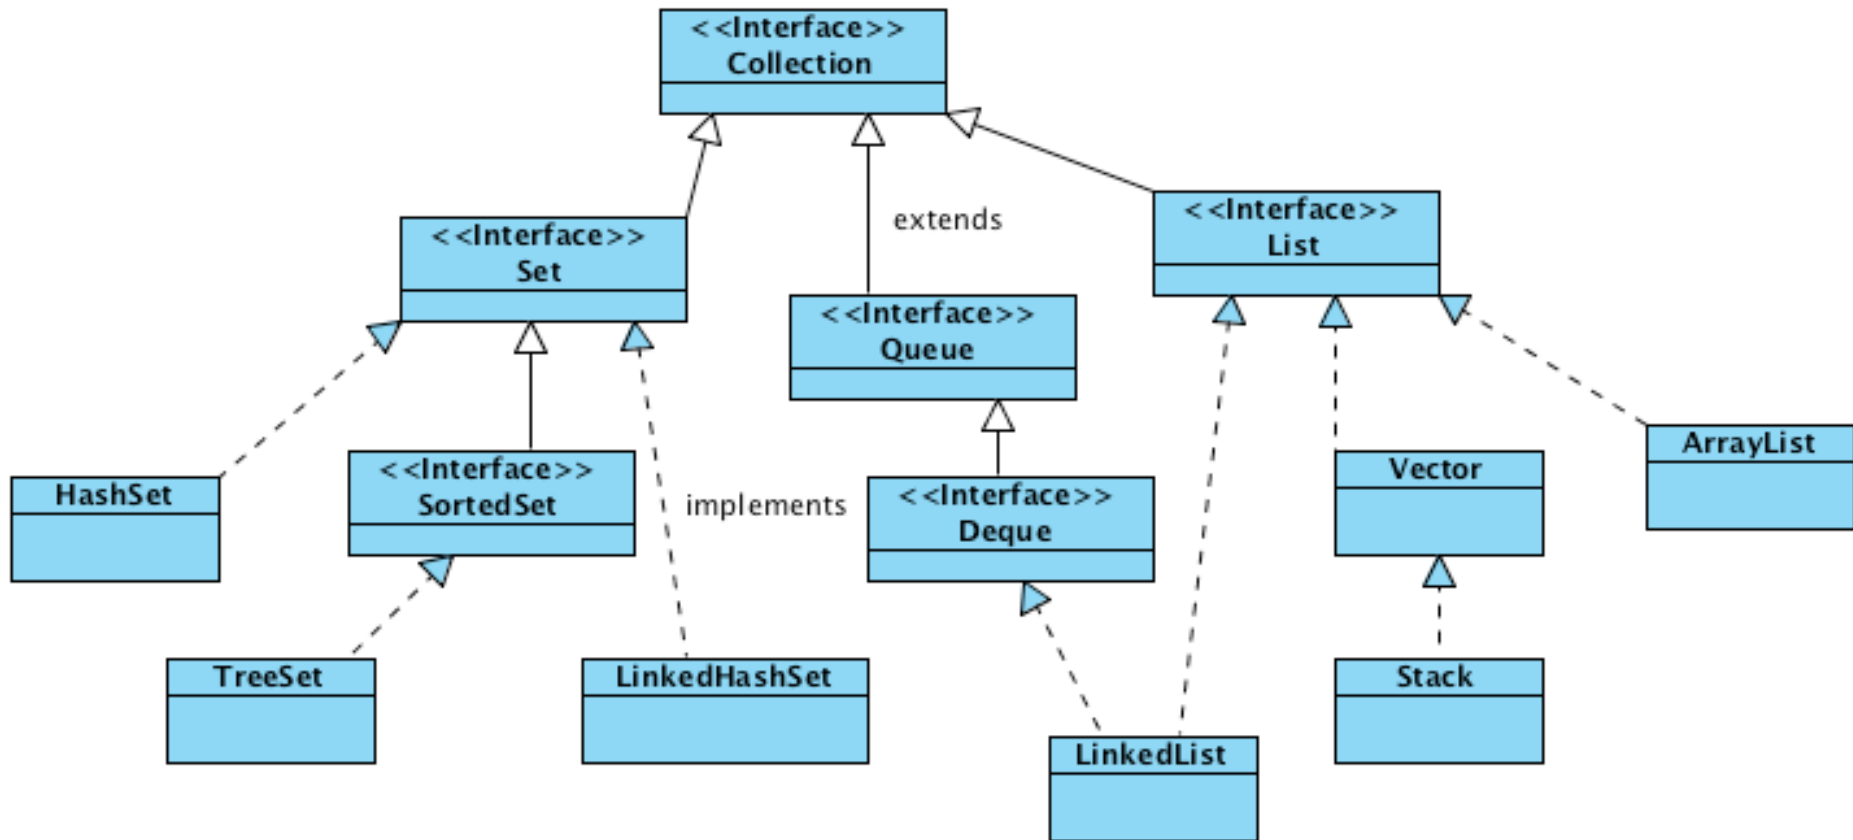 <<Interface>>
Collection
<<Interface>>
Set
extends
<<Interface>>
List
<<Interface>>
Queue
HashSet
<<Interface>>
SortedSet
implements
<<Interface>>
Deque
Vector
ArrayList
TreeSet
LinkedHashSet
LinkedList
Stack